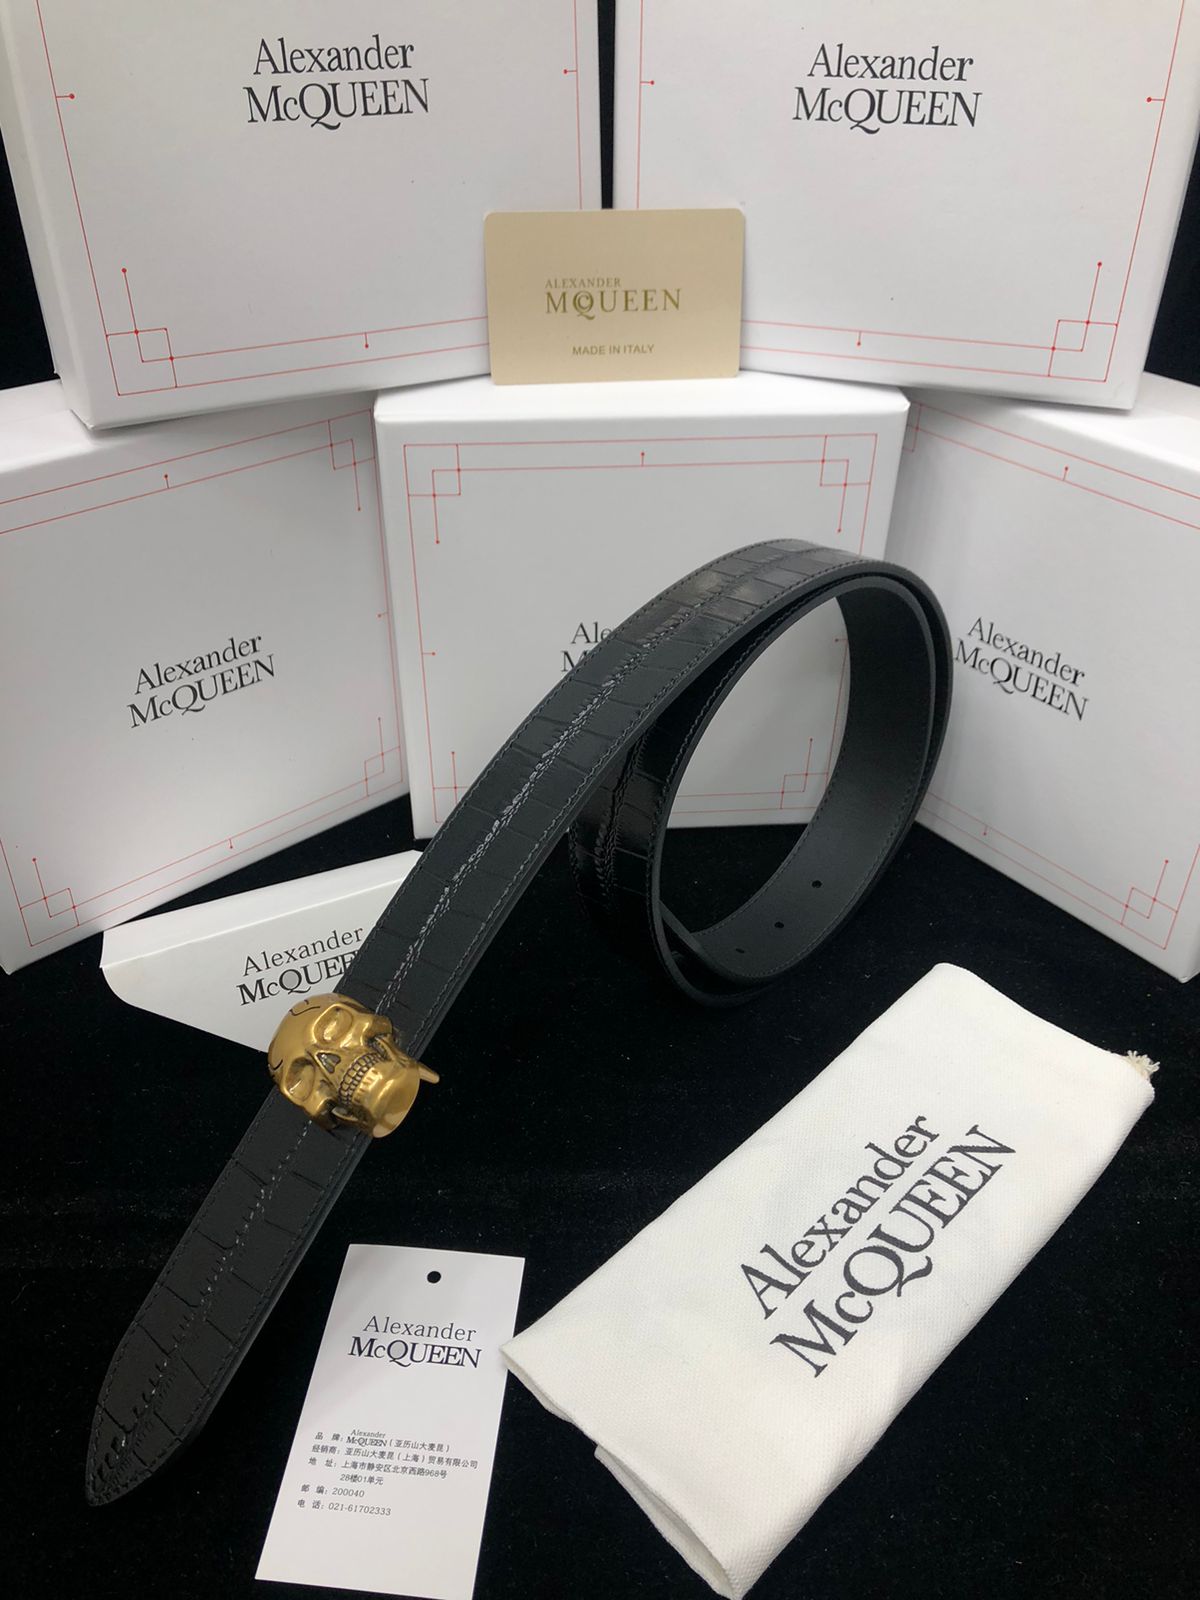 Alexander
McQUEEN
Alexander
McQUEEN
ALEXANDER
MCQUEEN
MADE IN ITALY
Alexander
McQUEEN
Ale
M
Alexander
McQUEEN
Alexander
McQUEE
Alexander
McQUEEN
Alexander
McQUEEN
品 牌：Alexander McQUEEN（亚历山大麦昆）
经销商：亚历山大麦昆（上海）贸易有限公司
地 址：上海市静安区北京西路968号
28楼01单元
邮 编：200040
电 话：021-61702333